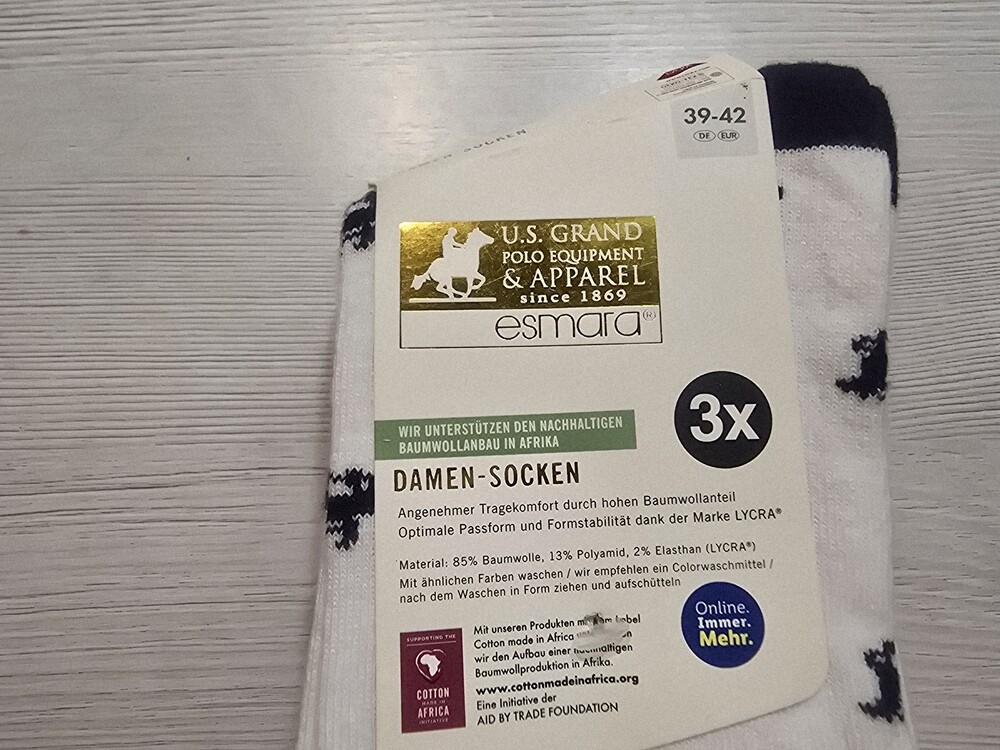 39-42
DE EUR
SOCKEN
U.S. GRAND
POLO EQUIPMENT
& APPAREL
since 1869
esmara®
3x
WIR UNTERSTÜTZEN DEN NACHHALTIGEN
BAUMWOLLANBAU IN AFRIKA
DAMEN-SOCKEN
Angenehmer Tragekomfort durch hohen Baumwollanteil
Optimale Passform und Formstabilität dank der Marke LYCRA®
Material: 85% Baumwolle, 13% Polyamid, 2% Elasthan (LYCRA®)
Mit ähnlichen Farben waschen / wir empfehlen ein Colorwaschmittel /
nach dem Waschen in Form ziehen und aufschütteln
Online.
Immer.
Mehr.
SUPPORTING THE
COTTON
MADE IN
AFRICA
INITIATIVE
Mit unseren Produkten mit dem Label
Cotton made in Africa
wir den Aufbau einer nachhaltigen
Baumwollproduktion in Afrika.
www.cottonmadeinafrica.org
Eine Initiative der
AID BY TRADE FOUNDATION